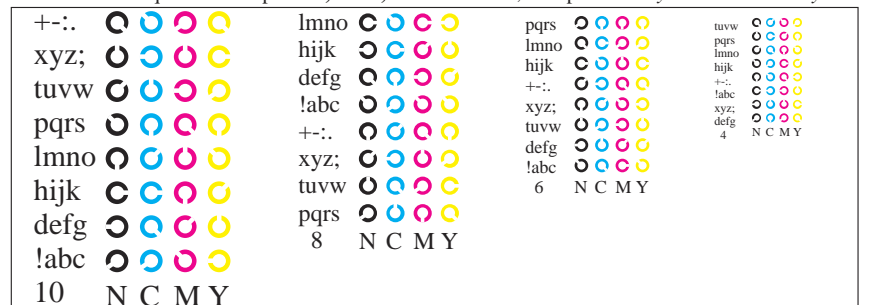 +-:.
xyz;
tuvw
pqrs
lmno
hijk
defg
!abc
10 N C M Y
lmno
hijk
defg
!abc
+-:.
xyz;
tuvw
pqrs
8 N C M Y
pqrs
lmno
hijk
+-:.
xyz;
tuvw
defg
!abc
6 N C M Y
tuvw
pqrs
lmno
hijk
+-:.
!abc
xyz;
defg
4 N C M Y